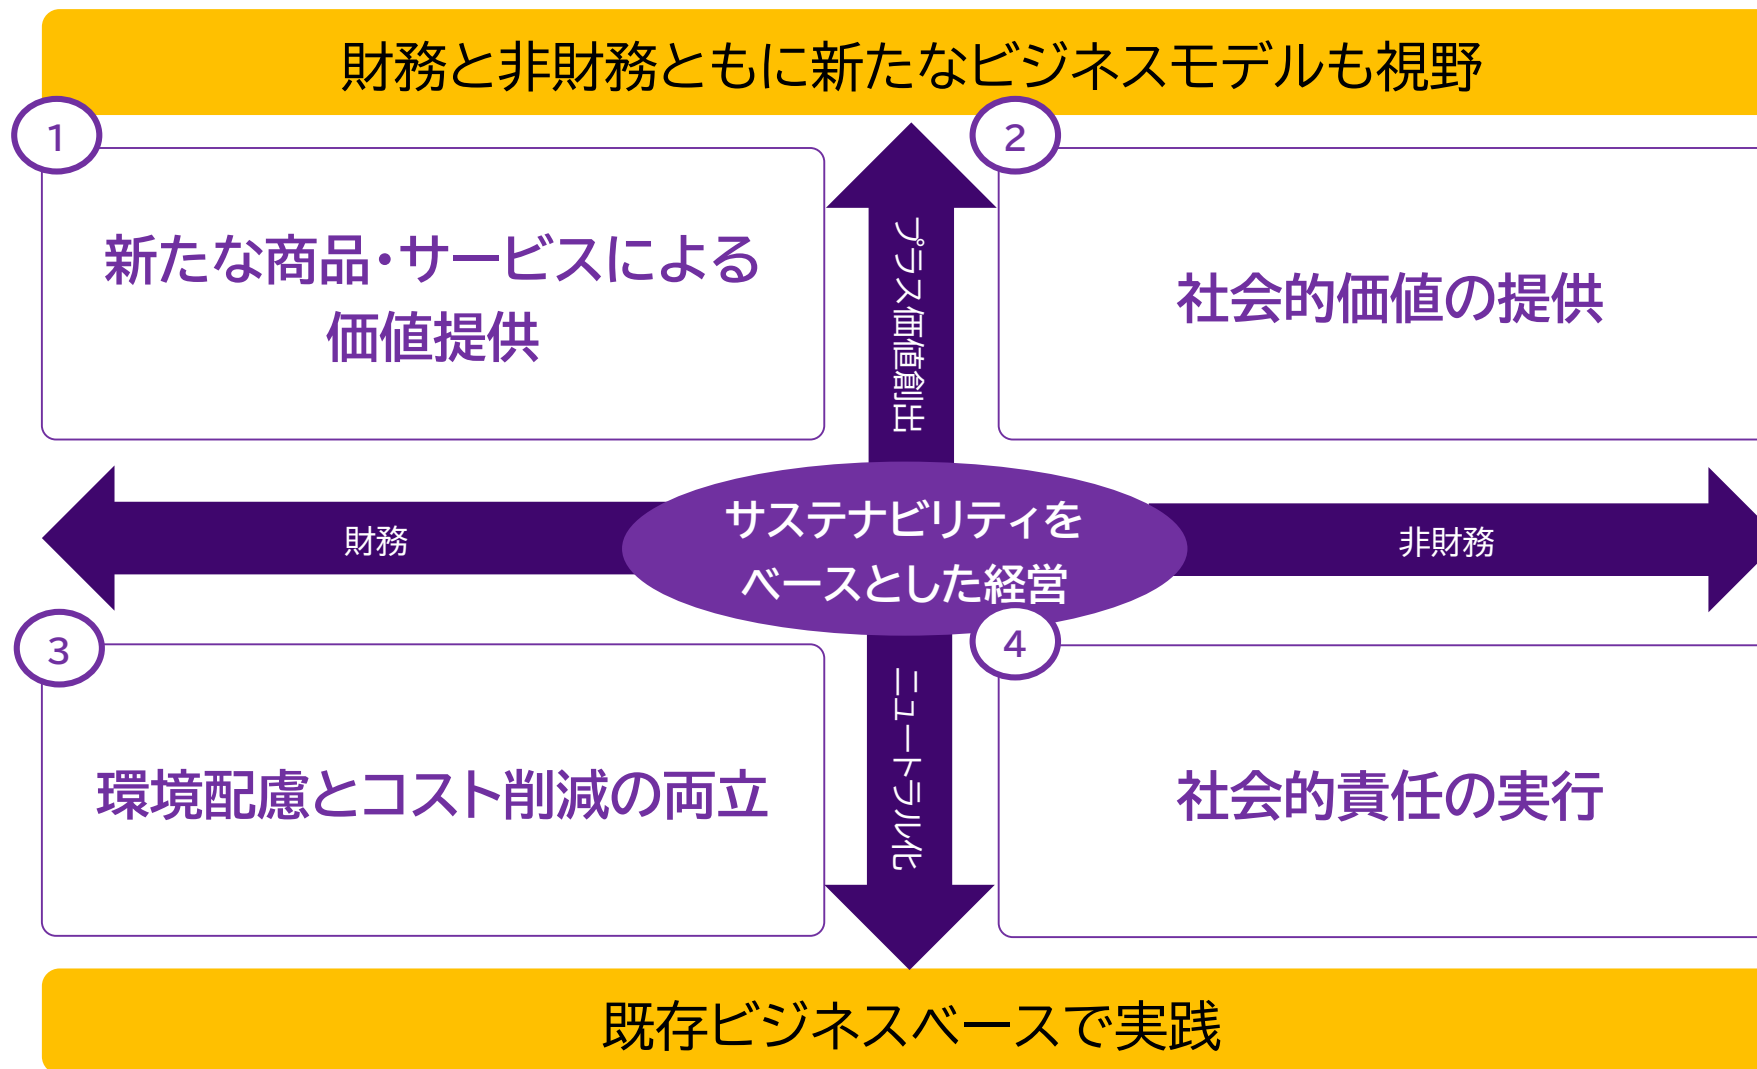 財務と非財務ともに新たなビジネスモデルも視野
1
2
新たな商品・サービスによる
価値提供
プラス価値創出
社会的価値の提供
財務
サステナビリティを
ベースとした経営
非財務
3
4
環境配慮とコスト削減の両立
ニュートラル化
社会的責任の実行
既存ビジネスベースで実践